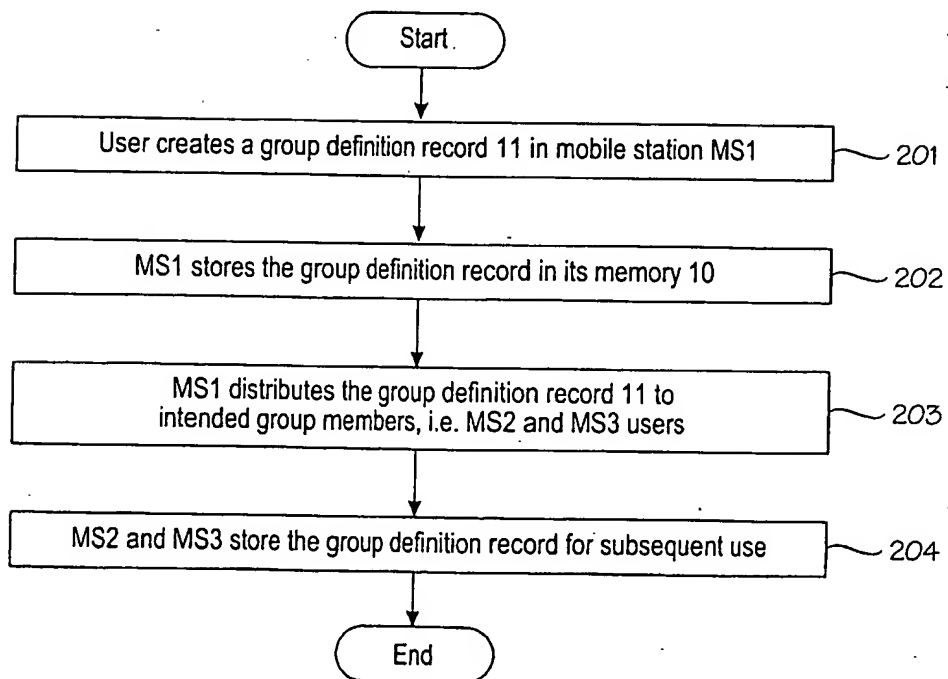 Start
User creates a group definition record 11 in mobile station MS1
201
MS1 stores the group definition record in its memory 10
202
MS1 distributes the group definition record 11 to
intended group members, i.e. MS2 and MS3 users
203
MS2 and MS3 store the group definition record for subsequent use
204
End